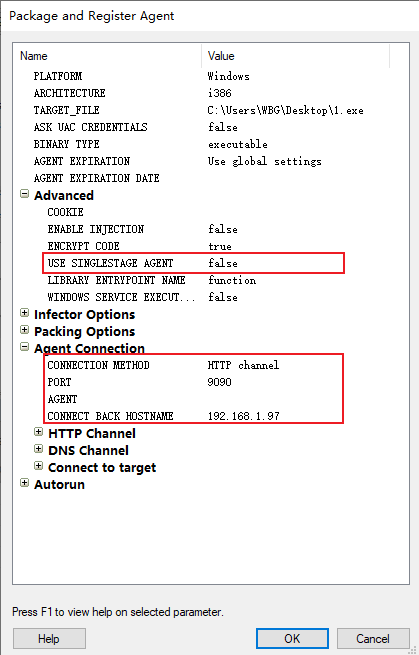 Package and Register Agent
Name Value
PLATFORM Windows
ARCHITECTURE i386
TARGET_FILE C:\Users\WBG\Desktop\1.exe
ASK UAC CREDENTIALS false
BINARY TYPE executable
AGENT EXPIRATION Use global settings
AGENT EXPIRATION DATE
Advanced
COOKIE
ENABLE INJECTION false
ENCRYPT CODE true
USE SINGLESTAGE AGENT false
LIBRARY ENTRYPOINT NAME function
WINDOWS SERVICE EXECUT... false
Infector Options
Packing Options
Agent Connection
CONNECTION METHOD HTTP channel
PORT 9090
AGENT
CONNECT BACK HOSTNAME 192.168.1.97
HTTP Channel
DNS Channel
Connect to target
Autorun
Press F1 to view help on selected parameter.
Help OK Cancel